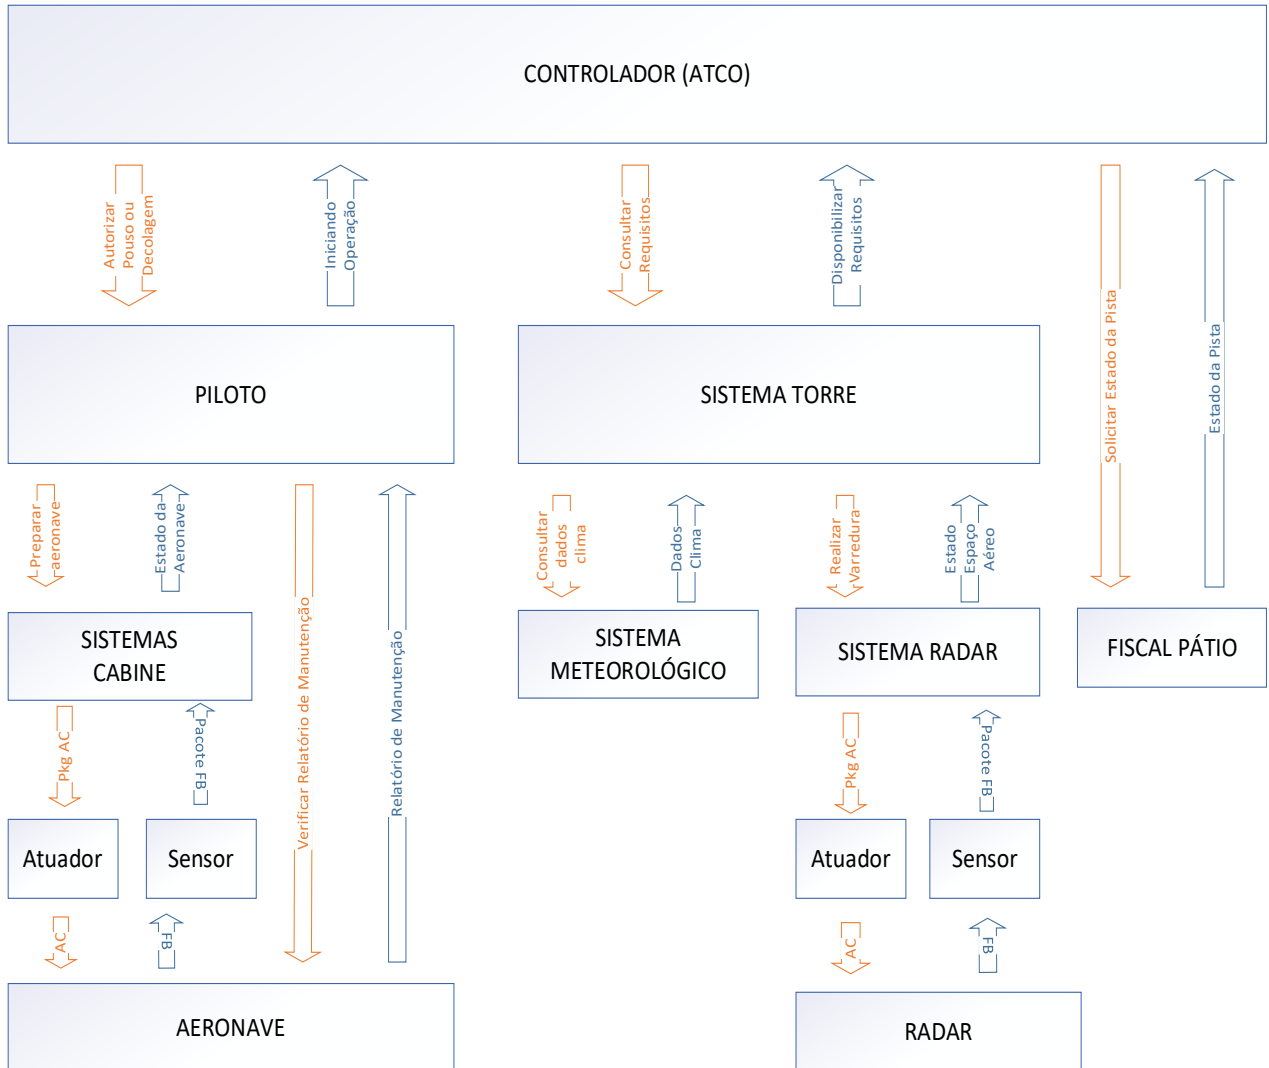 CONTROLADOR (ATCO)
Autorizar
Pouso ou
Decolagem
Iniciando
Operação
Consultar
Requisitos
Disponibilizar
Requisitos
Solicitar Estado da Pista
Estado da Pista
PILOTO
SISTEMA TORRE
Preparar
aeronave
Estado da
Aeronave
Verificar Relatório de Manutenção
Relatório de Manutenção
Consultar
dados
clima
Dados
Clima
Realizar
Varredura
Estado
Espaço
Aéreo
SISTEMAS
CABINE
SISTEMA
METEOROLÓGICO
SISTEMA RADAR
FISCAL PÁTIO
Pkg AC
Pacote FB
Pkg AC
Pacote FB
Atuador
Sensor
Atuador
Sensor
AC
FB
AC
FB
AERONAVE
RADAR